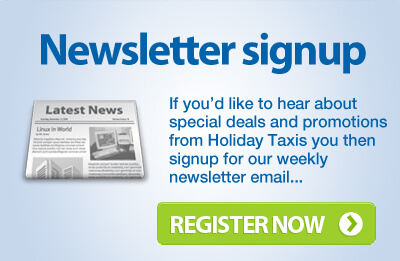 Newsletter signup
Latest News
Linux in World
If you'd like to hear about
special deals and promotions
from Holiday Taxis you then
signup for our weekly
newsletter email...
REGISTER NOW